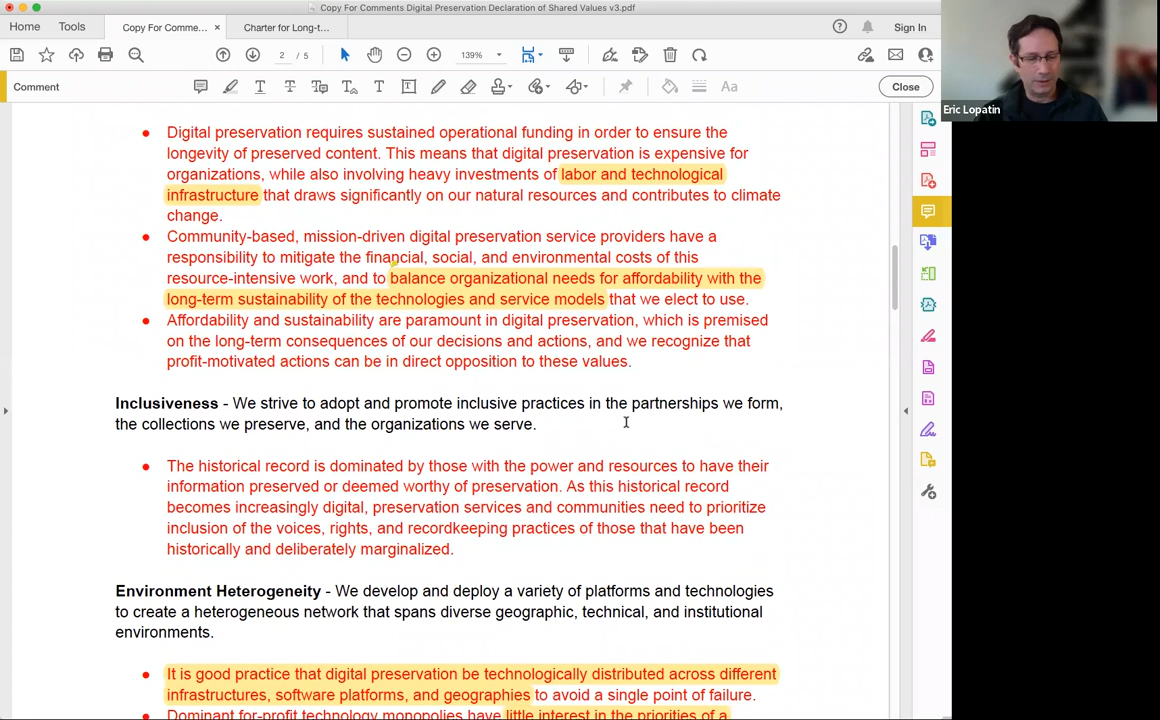 Copy For Comments Digital Preservation Declaration of Shared Values v3.pdf
Home Tools Copy For Comme... × Charter for Long-t... Sign In
2 / 5 139%
Comment Close
Aa
Eric Lopatin
• Digital preservation requires sustained operational funding in order to ensure the
longevity of preserved content. This means that digital preservation is expensive for
organizations, while also involving heavy investments of labor and technological
infrastructure that draws significantly on our natural resources and contributes to climate
change.
• Community-based, mission-driven digital preservation service providers have a
responsibility to mitigate the financial, social, and environmental costs of this
resource-intensive work, and to balance organizational needs for affordability with the
long-term sustainability of the technologies and service models that we elect to use.
• Affordability and sustainability are paramount in digital preservation, which is premised
on the long-term consequences of our decisions and actions, and we recognize that
profit-motivated actions can be in direct opposition to these values.
Inclusiveness - We strive to adopt and promote inclusive practices in the partnerships we form,
the collections we preserve, and the organizations we serve.
• The historical record is dominated by those with the power and resources to have their
information preserved or deemed worthy of preservation. As this historical record
becomes increasingly digital, preservation services and communities need to prioritize
inclusion of the voices, rights, and recordkeeping practices of those that have been
historically and deliberately marginalized.
Environment Heterogeneity - We develop and deploy a variety of platforms and technologies
to create a heterogeneous network that spans diverse geographic, technical, and institutional
environments.
• It is good practice that digital preservation be technologically distributed across different
infrastructures, software platforms, and geographies to avoid a single point of failure.
• Dominant for-profit technology monopolies have little interest in the priorities of a